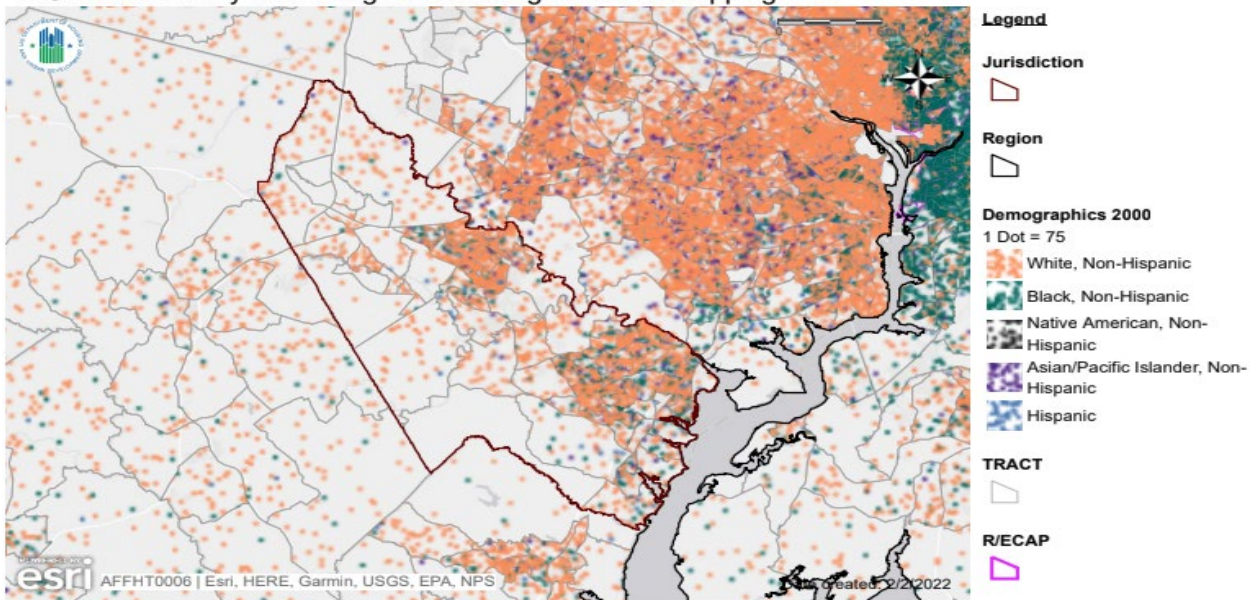 Legend
Jurisdiction
Region
Demographics 2000
1 Dot = 75
White, Non-Hispanic
Black, Non-Hispanic
Native American, Non-
Hispanic
Asian/Pacific Islander, Non-
Hispanic
Hispanic
TRACT
R/ECAP
esri AFFHT0006 | Esri, HERE, Garmin, USGS, EPA, NPS
created: 2/2/2022